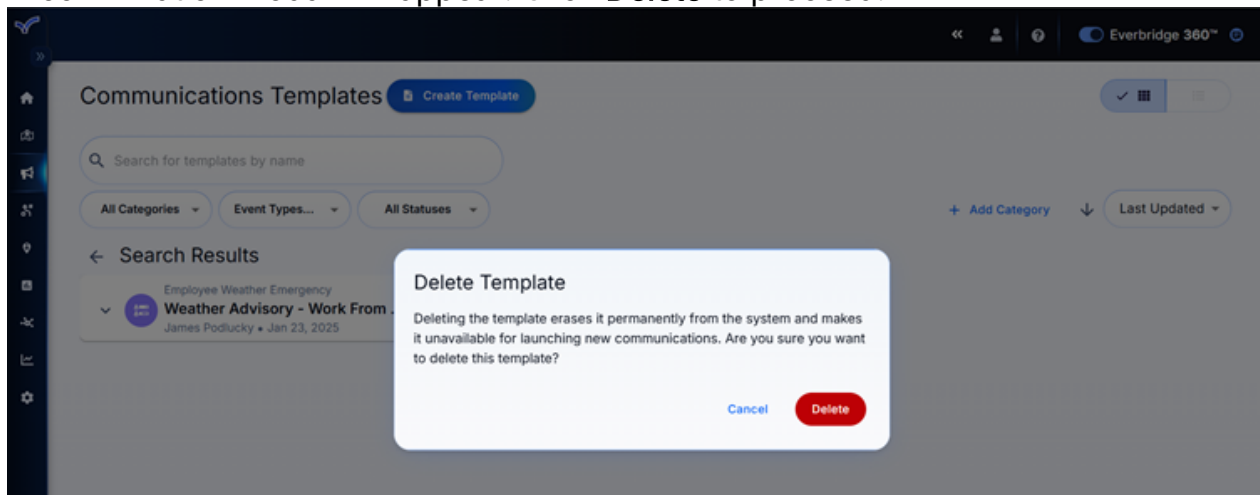 Everbridge 360™
Communications Templates
Create Template
Search for templates by name
All Categories
Event Types...
All Statuses
+ Add Category
Last Updated
Search Results
Employee Weather Emergency
Weather Advisory - Work From .
James Podlucky • Jan 23, 2025
Delete Template
Deleting the template erases it permanently from the system and makes
it unavailable for launching new communications. Are you sure you want
to delete this template?
Cancel
Delete